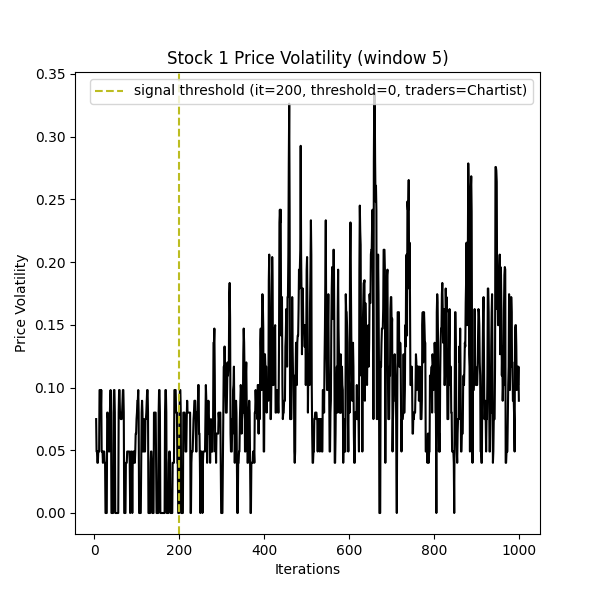 Stock 1 Price Volatility (window 5)
signal threshold (it=200, threshold=0, traders=Chartist)
0.35
0.30
0.25
0.20
0.15
0.10
0.05
0.00
Price Volatility
0 200 400 600 800 1000
Iterations